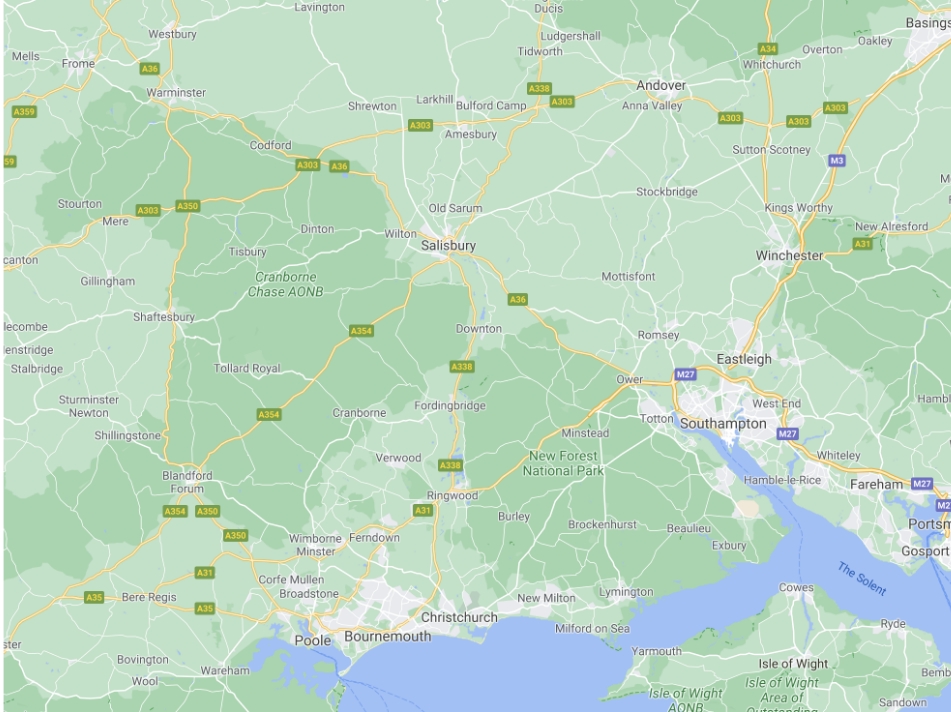 Lavington
Ducis
Westbury
Ludgershall
Basings
Mells
Frome
A36
Tidworth
A34
Overton
Oakley
Whitchurch
Warminster
Andover
A338
A303
A359
Shrewton
Larkhill
Bulford Camp
Anna Valley
A303
A303
A303
A303
Amesbury
Codford
Sutton Scotney
59
A303
A36
M3
M
Stockbridge
Stourton
A303
A350
Old Sarum
Kings Worthy
Mere
Dinton
Wilton
New Alresford
Salisbury
A31
Tisbury
Winchester
canton
Gillingham
Cranborne
Chase AONB
Mottisfont
A36
Shaftesbury
lecombe
A354
Downton
Romsey
lenstridge
Stalbridge
Tollard Royal
A338
Eastleigh
Ower
M27
Sturminster
Newton
Cranborne
Fordingbridge
West End
Hambl
A354
Totton
Southampton
Shillingstone
Minstead
M27
Verwood
New Forest
National Park
Whiteley
A338
Blandford
Forum
Hamble-le-Rice
Fareham
M27
Ringwood
M2
A354
A350
A31
Burley
Brockenhurst
Beaulieu
Portsm
A350
Wimborne
Minster
Ferndown
Exbury
Gosport
A31
Corfe Mullen
Broadstone
The Solent
A35
Bere Regis
A35
New Milton
Lymington
Cowes
Christchurch
Poole
Bournemouth
Milford on Sea
Ryde
ster
Yarmouth
Bovington
Wareham
Isle of Wight
Wool
Bemb
Isle of Wight
AONB
Isle of Wight
Area of
Outstanding
Sandown